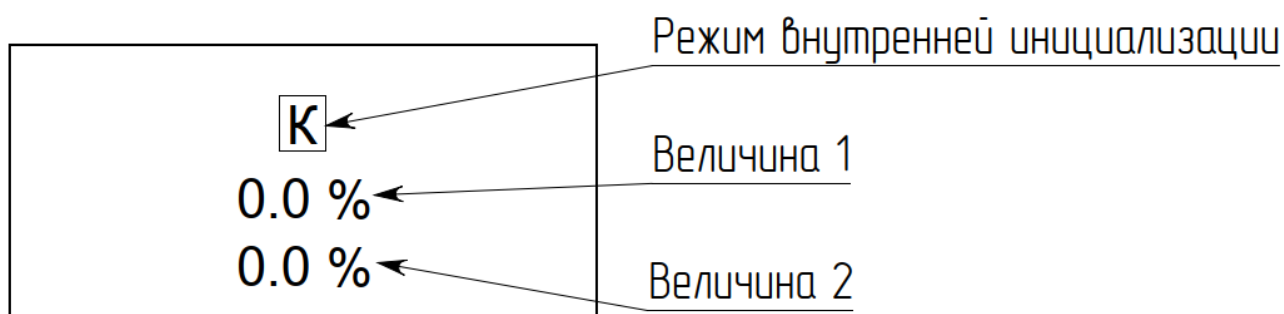 Режим внутренней инициализации
К
Величина 1
0.0 %
0.0 %
Величина 2